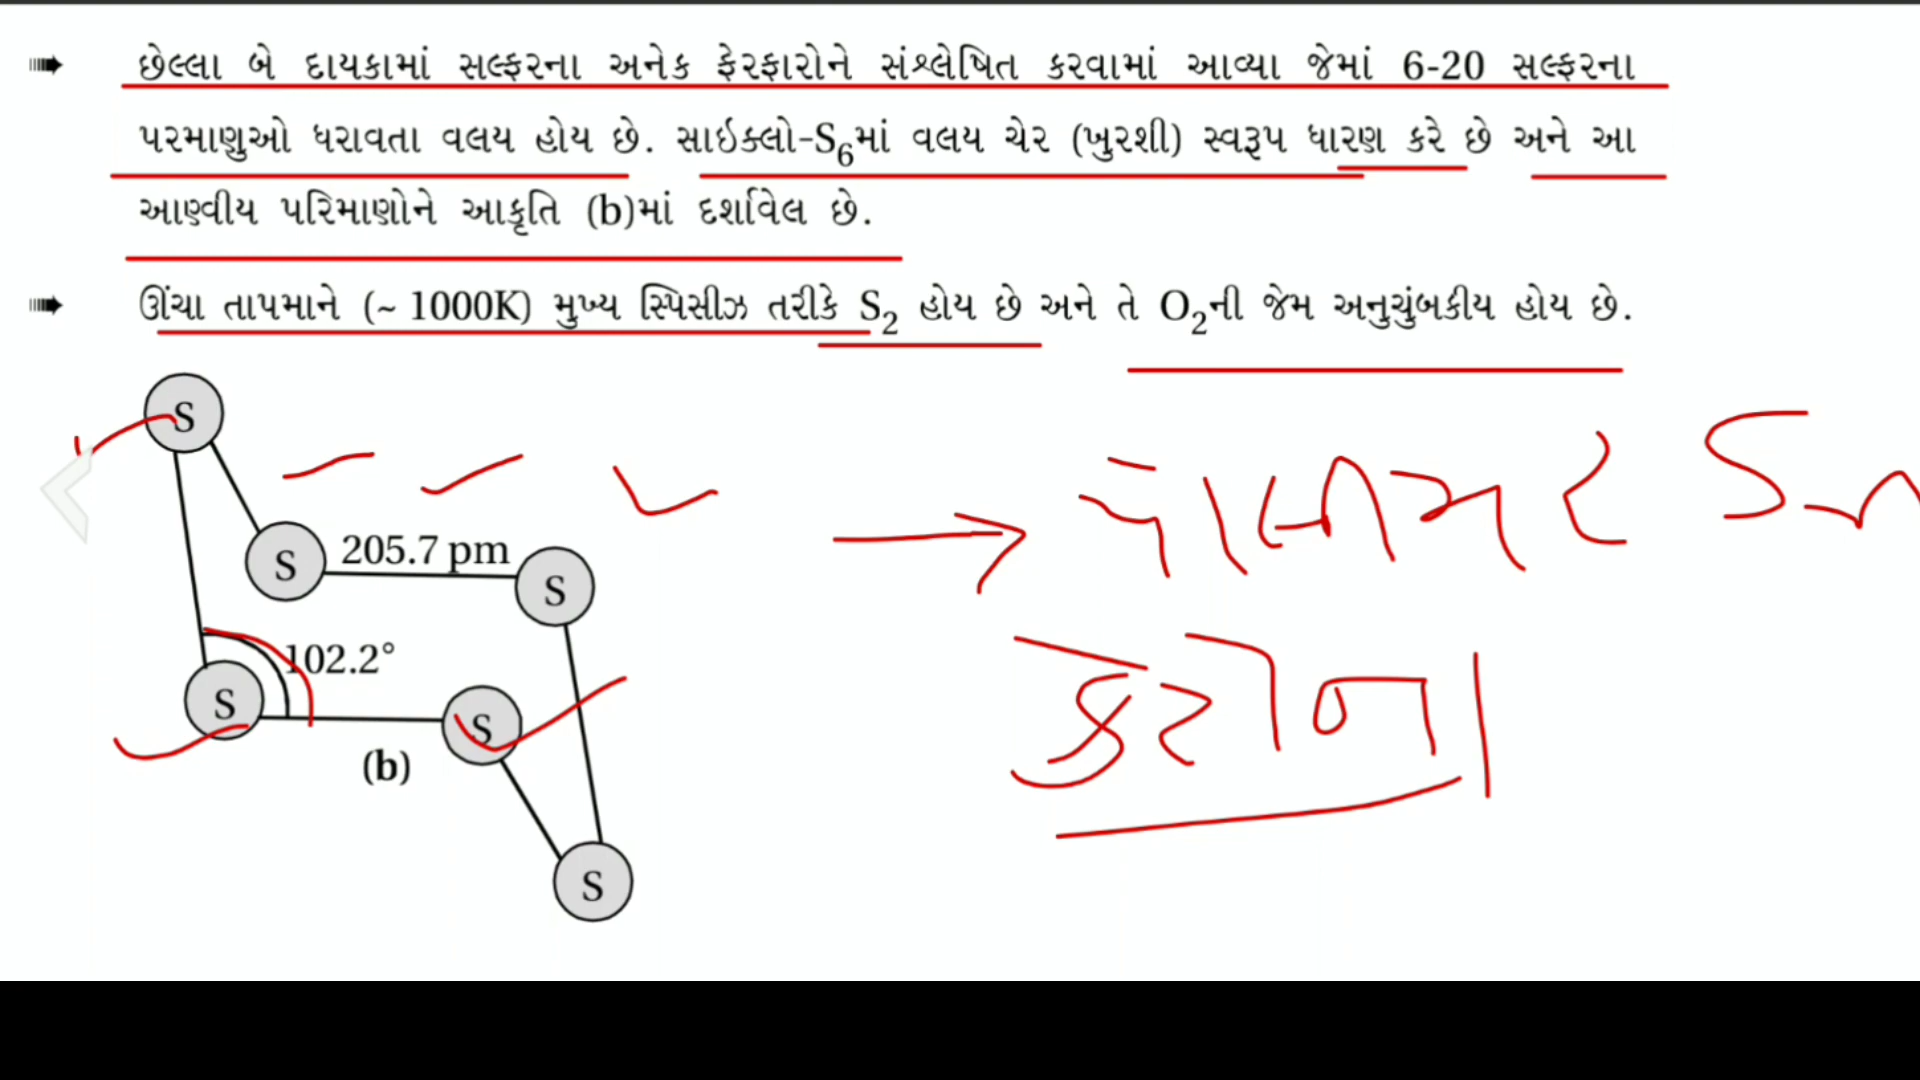 છેલ્લા બે દાયકામાં સલ્ફરના અનેક ફેરફારોને સંશ્લેષિત કરવામાં આવ્યા જેમાં 6-20 સલ્ફરના
પરમાણુઓ ધરાવતા વલય હોય છે. સાઇક્લો-S6માં વલય ચેર (ખુરશી) સ્વરૂપ ધારણ કરે છે અને આ
આણ્વીય પરિમાણોને આકૃતિ (b)માં દર્શાવેલ છે.
ઊંચા તાપમાને (~ 1000K) મુખ્ય સ્પિસીઝ તરીકે S2 હોય છે અને તે O2ની જેમ અનુચુંબકીય હોય છે.
S
S
205.7 pm
S
102.2°
S
S
(b)
S